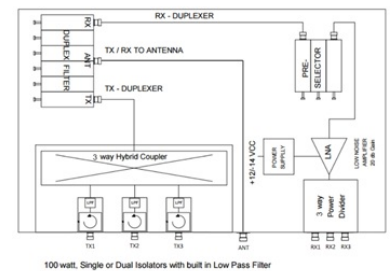 RX - DUPLEXER
RX
DUPLEX FILTER
ANT
TX
TX / RX TO ANTENNA
TX - DUPLEXER
PRE-
SELECTOR
3 way Hybrid Coupler
LPF
LPF
LPF
+12/-14 VCC
POWER
SUPPLLY
LNA
LOW NOISE
AMPLIFIER
20 db Gain
3 way
Power
Divider
TX1
TX2
TX3
ANT
RX1
RX2
RX3
100 watt, Single or Dual Isolators with built in Low Pass Filter